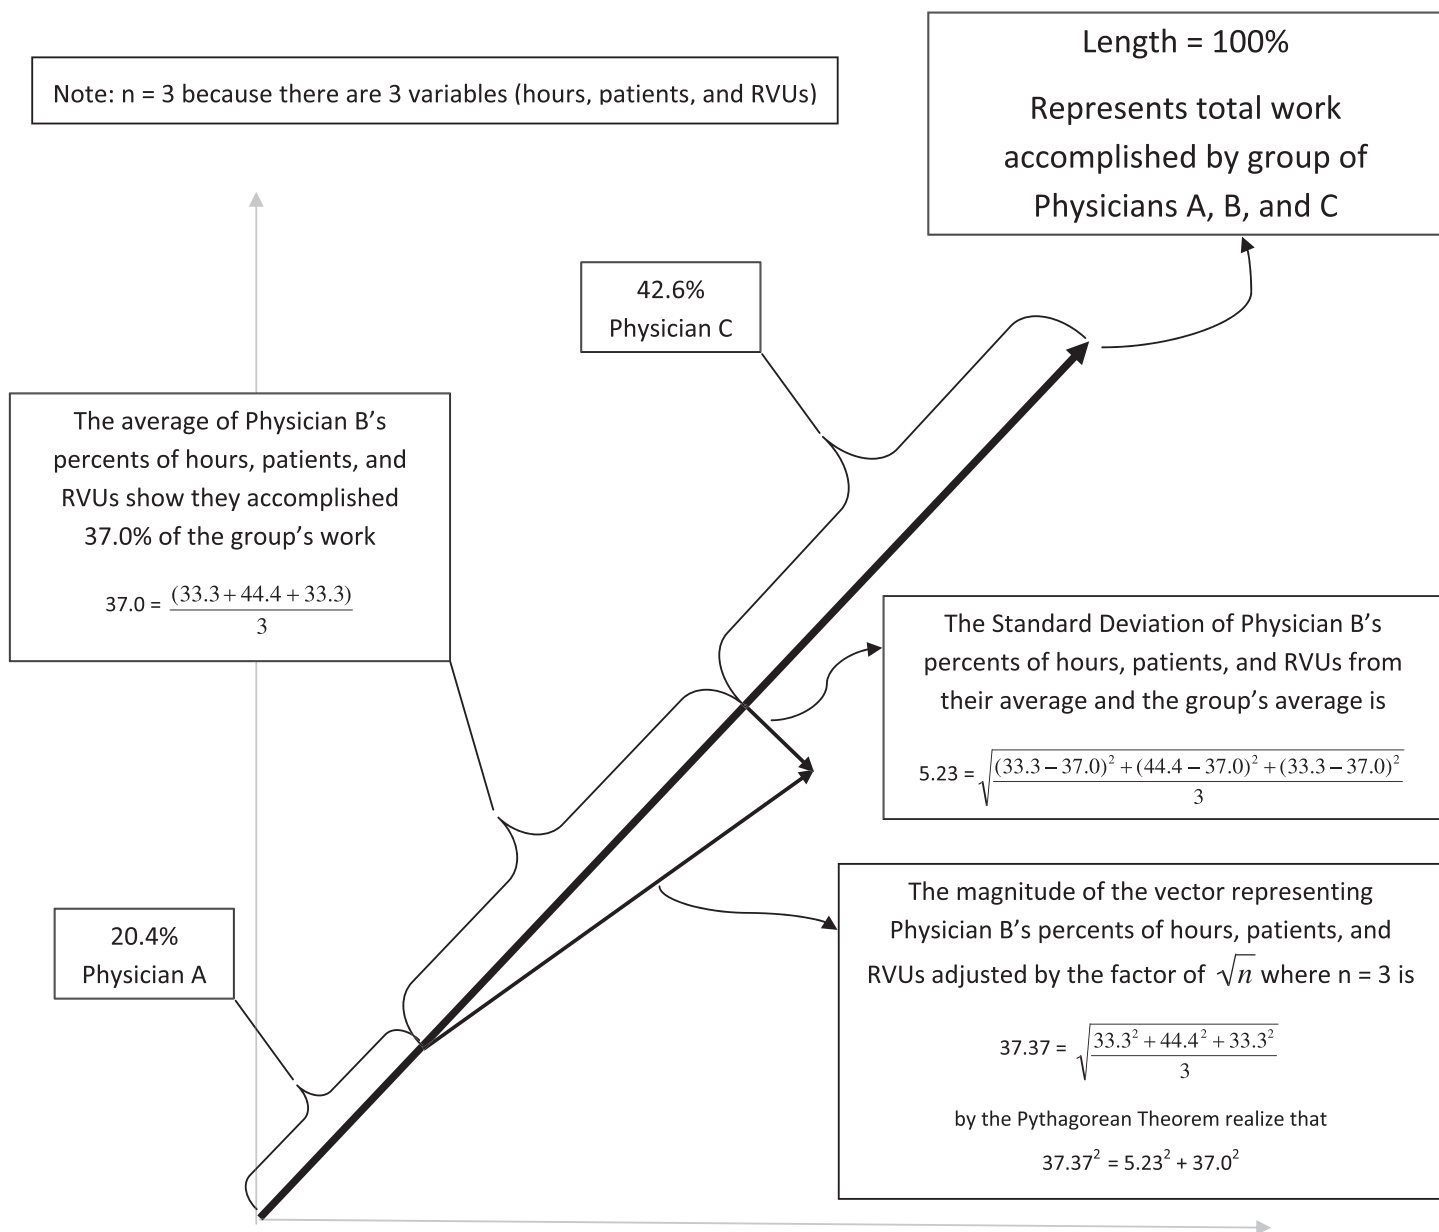 Length = 100%
Represents total work
accomplished by group of
Physicians A, B, and C
Note: n = 3 because there are 3 variables (hours, patients, and RVUs)
42.6%
Physician C
The average of Physician B’s
percents of hours, patients, and
RVUs show they accomplished
37.0% of the group’s work
37.0 = (33.3 + 44.4 + 33.3)
3
The Standard Deviation of Physician B’s
percents of hours, patients, and RVUs from
their average and the group’s average is
5.23 = √(33.3 − 37.0)² + (44.4 − 37.0)² + (33.3 − 37.0)²
3
The magnitude of the vector representing
Physician B’s percents of hours, patients, and
RVUs adjusted by the factor of √n where n = 3 is
37.37 = √33.3² + 44.4² + 33.3²
3
by the Pythagorean Theorem realize that
37.37² = 5.23² + 37.0²
20.4%
Physician A